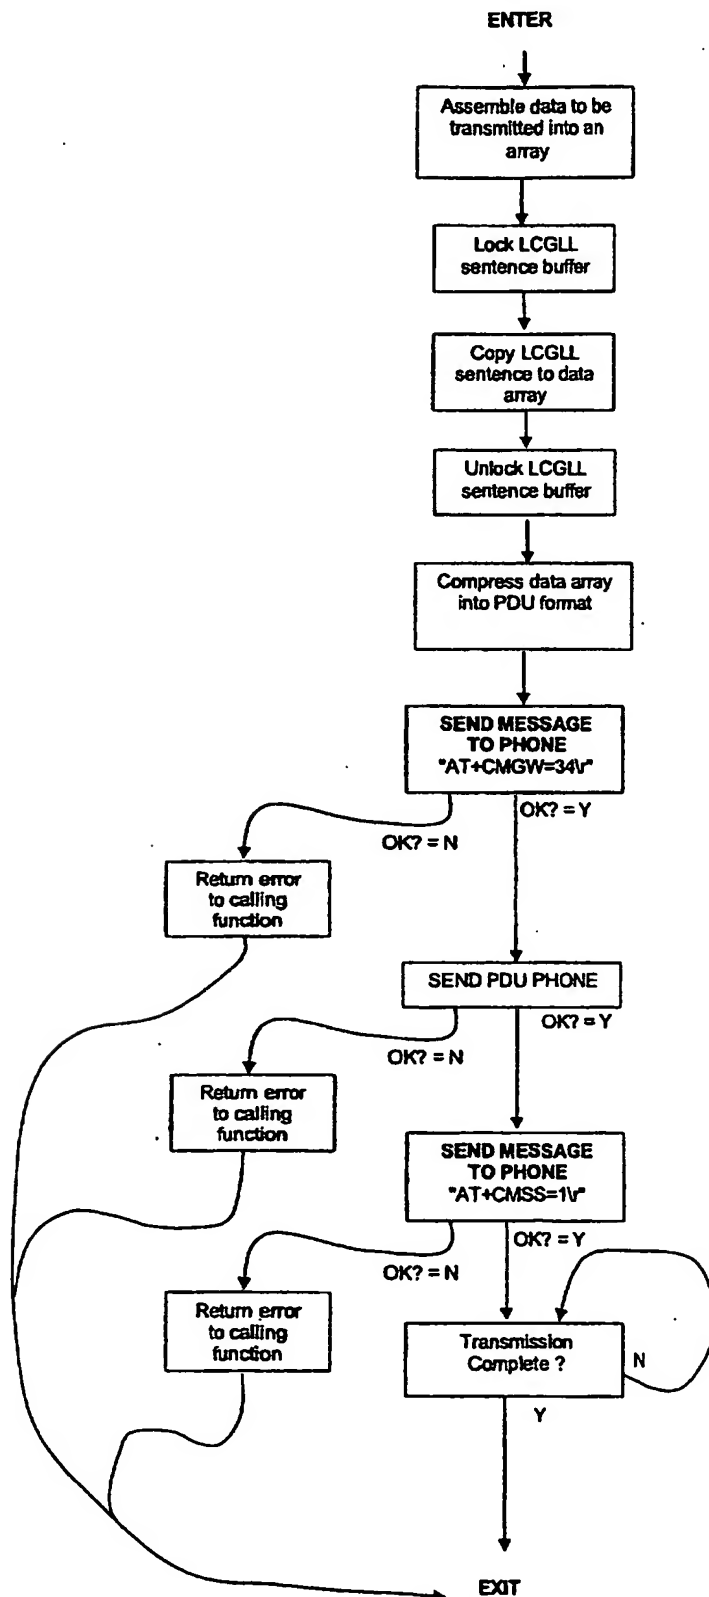 ENTER
Assemble data to be
transmitted into an
array
Lock LCGLL
sentence buffer
Copy LCGLL
sentence to data
array
Unlock LCGLL
sentence buffer
Compress data array
into PDU format
SEND MESSAGE
TO PHONE
"AT+CMGW=34\r"
OK? = Y
OK? = N
Return error
to calling
function
SEND PDU PHONE
OK? = Y
OK? = N
Return error
to calling
function
SEND MESSAGE
TO PHONE
"AT+CMSS=1\r"
OK? = Y
OK? = N
Return error
to calling
function
Transmission
Complete ?
N
Y
EXIT